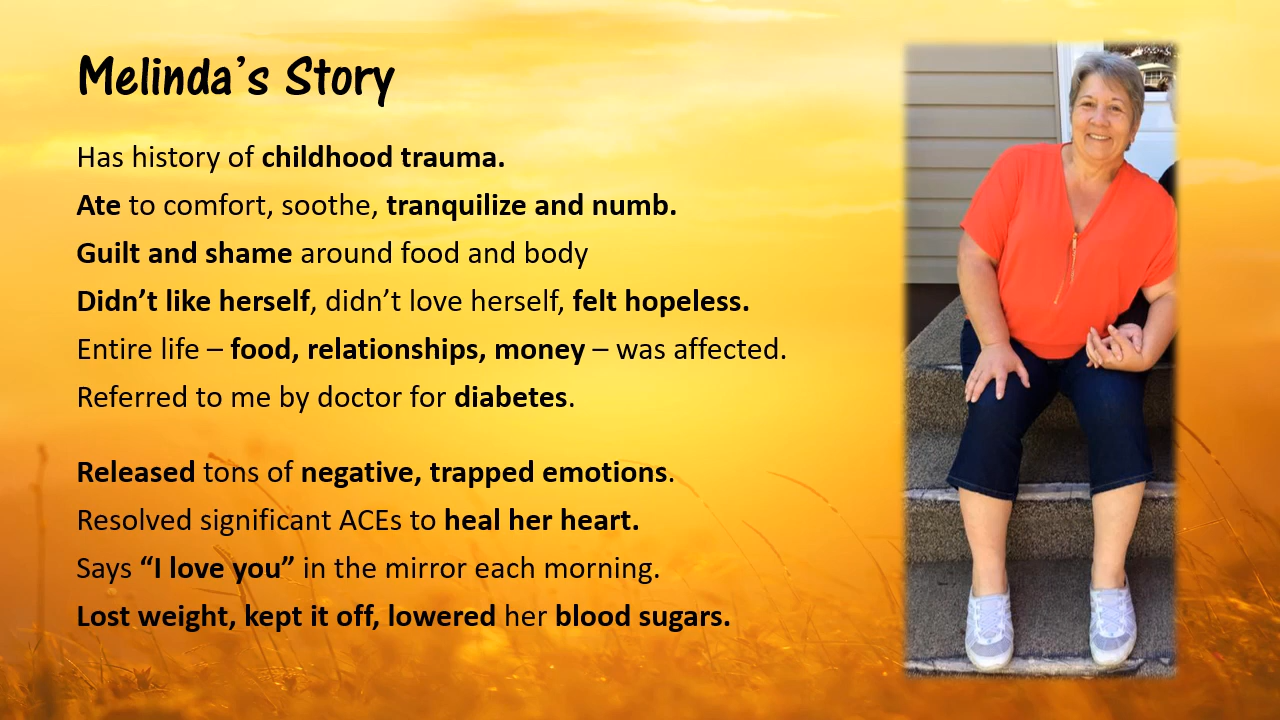 Melinda’s Story
Has history of childhood trauma.
Ate to comfort, soothe, tranquilize and numb.
Guilt and shame around food and body
Didn’t like herself, didn’t love herself, felt hopeless.
Entire life – food, relationships, money – was affected.
Referred to me by doctor for diabetes.
Released tons of negative, trapped emotions.
Resolved significant ACEs to heal her heart.
Says “I love you” in the mirror each morning.
Lost weight, kept it off, lowered her blood sugars.